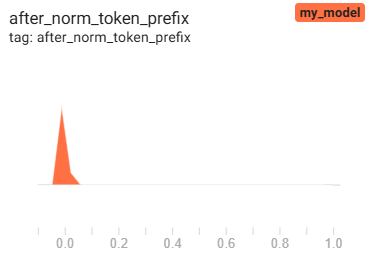 after_norm_token_prefix
my_model
tag: after_norm_token_prefix
0.0 0.2 0.4 0.6 0.8 1.0